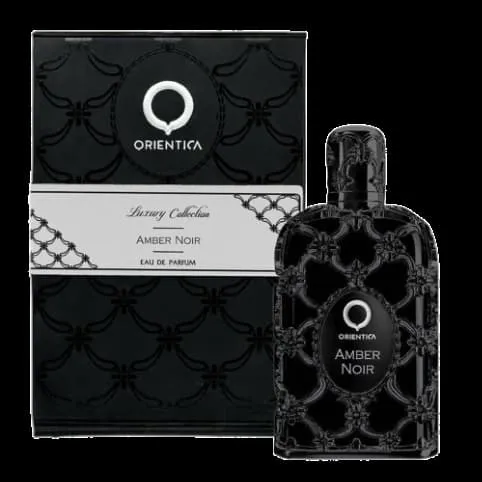 ORIENTICA
Luxury Collection
AMBER NOIR
EAU DE PARFUM
ORIENTICA
AMBER
NOIR